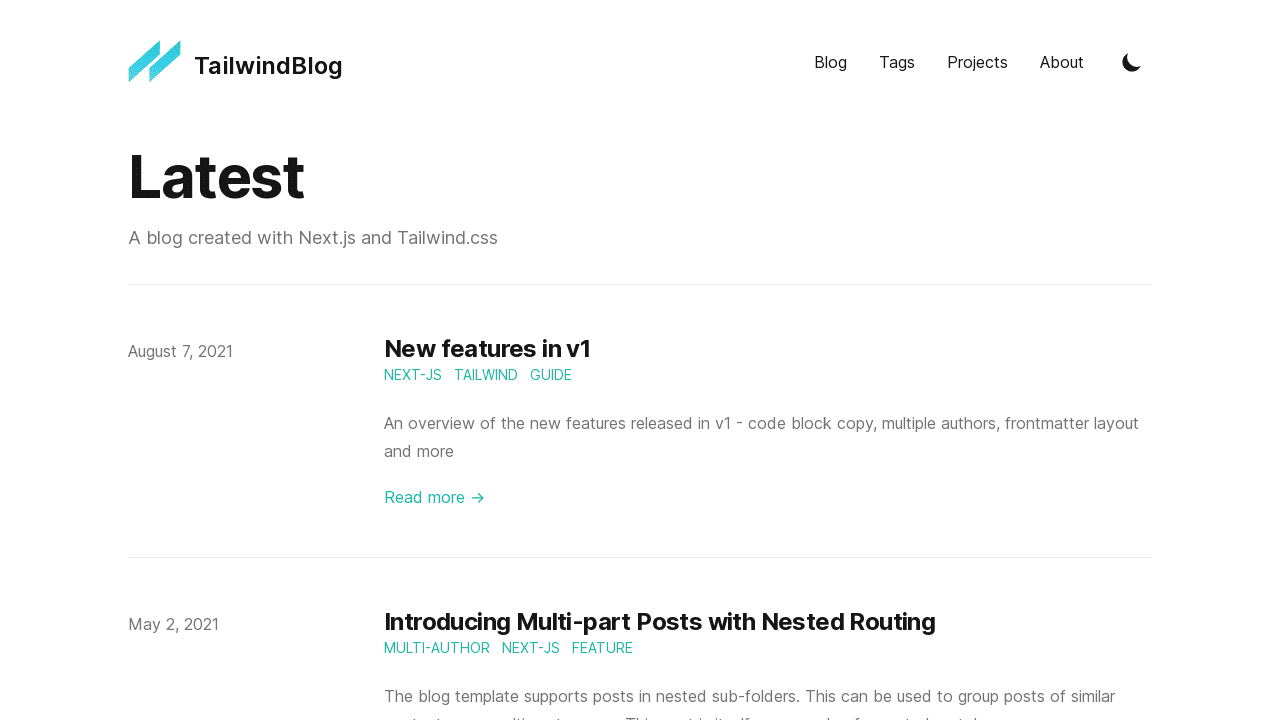 TailwindBlog
Blog Tags Projects About
Latest
A blog created with Next.js and Tailwind.css
August 7, 2021
New features in v1
NEXT-JS TAILWIND GUIDE
An overview of the new features released in v1 - code block copy, multiple authors, frontmatter layout
and more
Read more →
May 2, 2021
Introducing Multi-part Posts with Nested Routing
MULTI-AUTHOR NEXT-JS FEATURE
The blog template supports posts in nested sub-folders. This can be used to group posts of similar